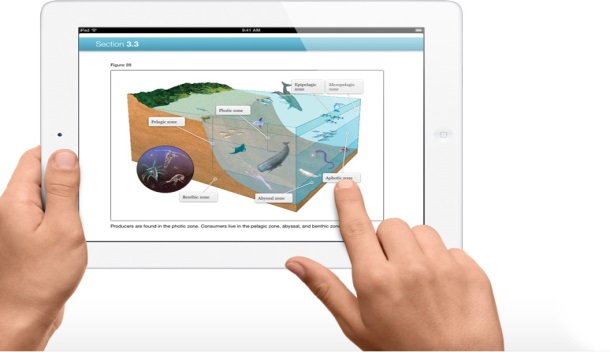 iPad
9:41 AM
Section 3.3
Figure 28
Epipelagic
zone
Mesopelagic
zone
Photic zone
Pelagic zone
Aphotic zone
Benthic zone
Abyssal zone
Producers are found in the photic zone. Consumers live in the pelagic zone, abyssal, and benthic